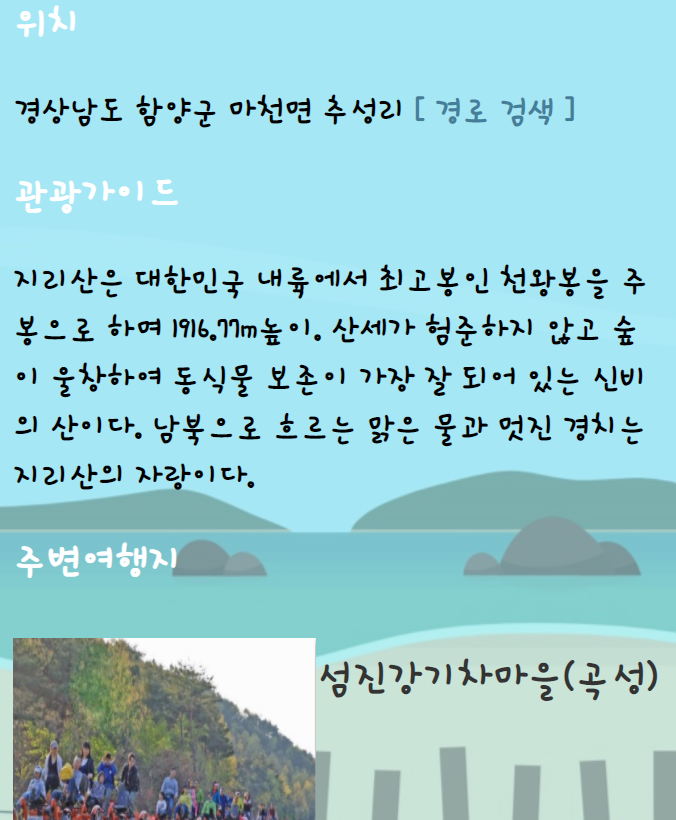 위치
경상남도 함양군 마천면 추성리 [ 경로 검색 ]
관광가이드
지리산은 대한민국 내륙에서 최고봉인 천왕봉을 주
봉으로 하며 1916.77m높이. 산세가 험준하지 않고 숲
이 울창하여 동식물 보존이 가장 잘 되어 있는 신비
의 산이다. 남북으로 흐르는 맑은 물과 멋진 경치는
지리산의 자랑이다.
주변여행지
섬진강기차마을(곡성)